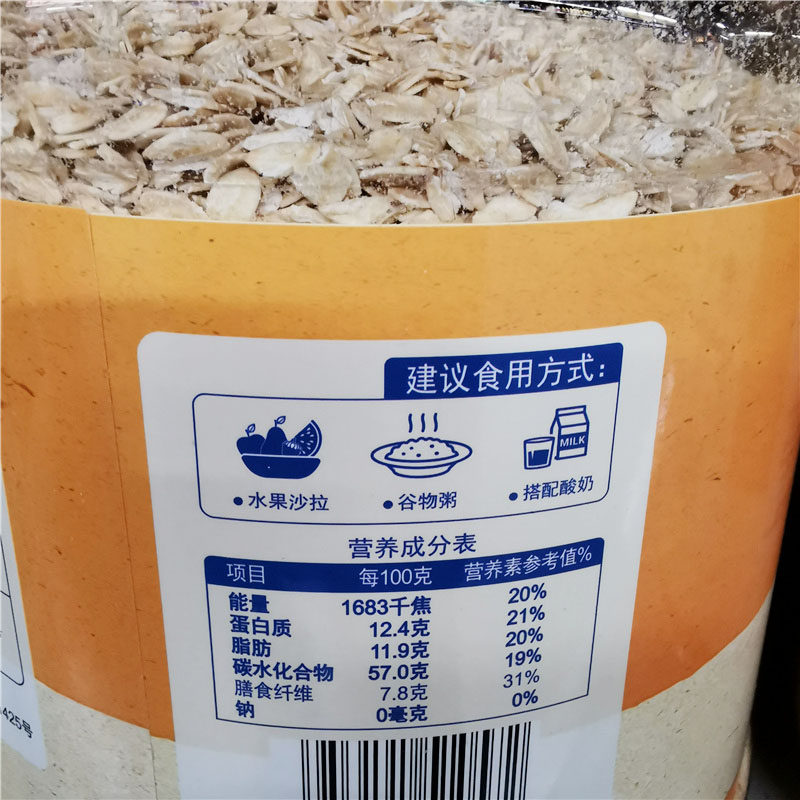 建议食用方式:
MILK
•水果沙拉 •谷物粥 •搭配酸奶
营养成分表
项目 每100克 营养素参考值%
能量 1683千焦 20%
蛋白质 12.4克 21%
脂肪 11.9克 20%
碳水化合物 57.0克 19%
膳食纤维 7.8克 31%
钠 0毫克 0%
425号